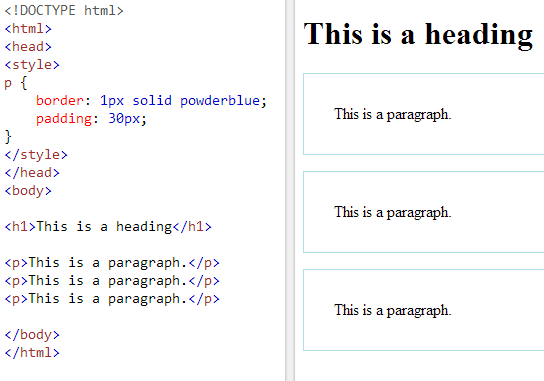 <!DOCTYPE html>
<html>
<head>
<style>
p {
    border: 1px solid powderblue;
    padding: 30px;
}
</style>
</head>
<body>

<h1>This is a heading</h1>

<p>This is a paragraph.</p>
<p>This is a paragraph.</p>
<p>This is a paragraph.</p>

</body>
</html>
This is a heading
This is a paragraph.
This is a paragraph.
This is a paragraph.